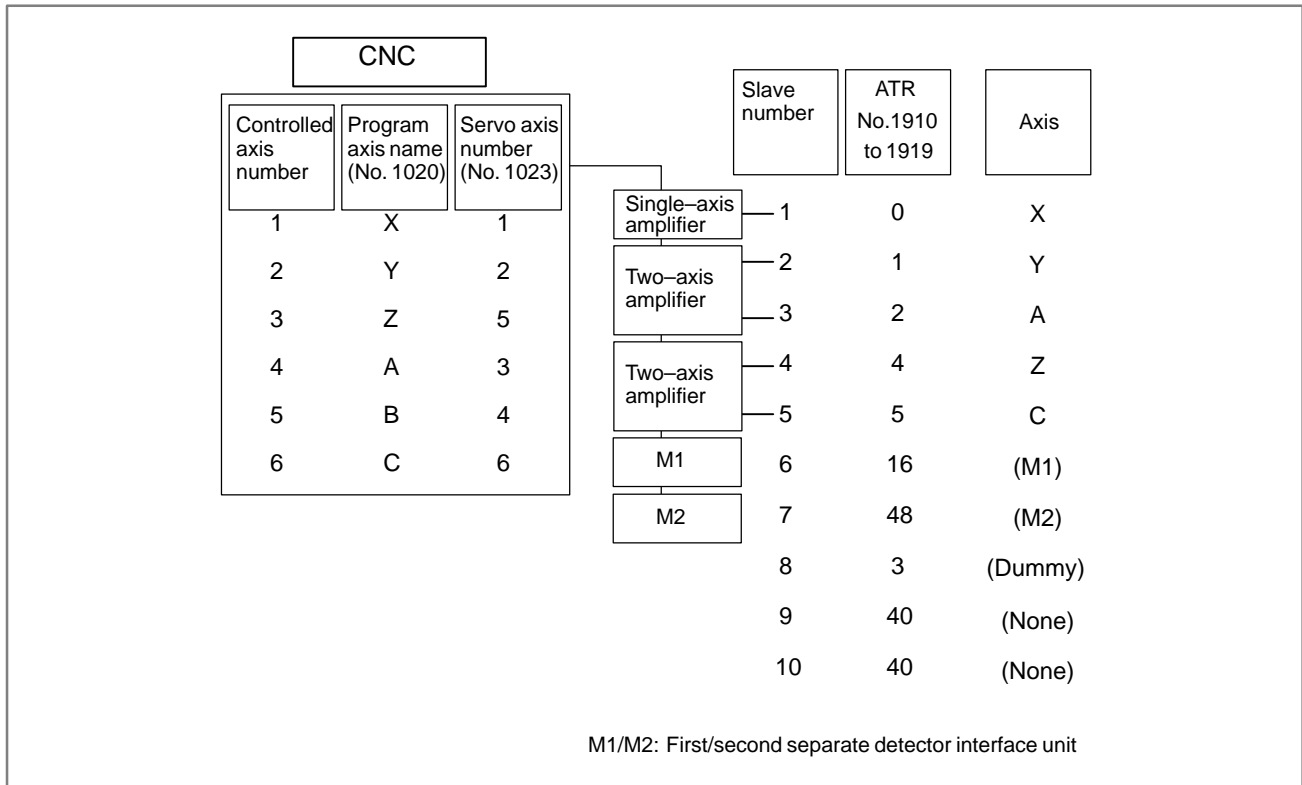 CNC
Controlled
axis
number
Program
axis name
(No. 1020)
Servo axis
number
(No. 1023)
1 X 1
2 Y 2
3 Z 5
4 A 3
5 B 4
6 C 6
Single–axis
amplifier
Two–axis
amplifier
Two–axis
amplifier
M1
M2
Slave
number
ATR
No.1910
to 1919
Axis
1 0 X
2 1 Y
3 2 A
4 4 Z
5 5 C
6 16 (M1)
7 48 (M2)
8 3 (Dummy)
9 40 (None)
10 40 (None)
M1/M2: First/second separate detector interface unit